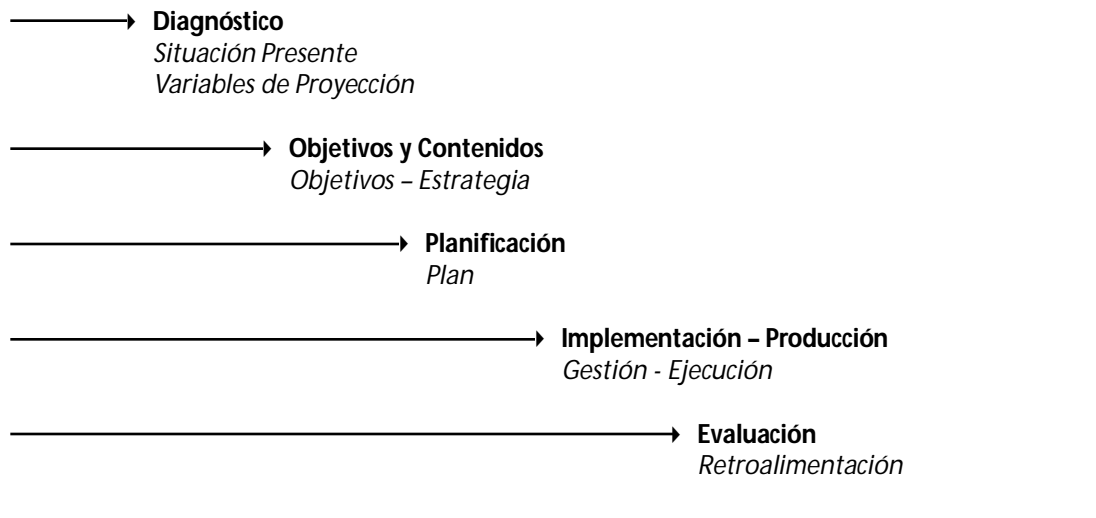 Diagnóstico
Situación Presente
Variables de Proyección
Objetivos y Contenidos
Objetivos – Estrategia
Planificación
Plan
Implementación – Producción
Gestión - Ejecución
Evaluación
Retroalimentación